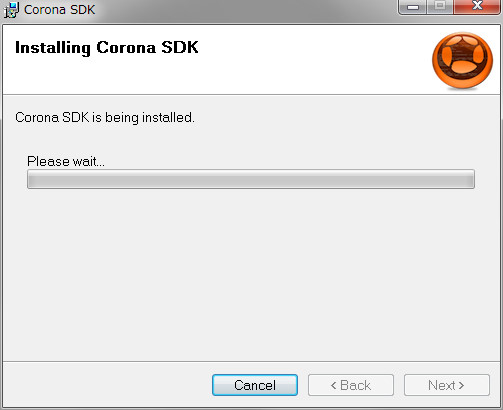 Corona SDK
Installing Corona SDK
Corona SDK is being installed.
Please wait...
Cancel
< Back
Next >